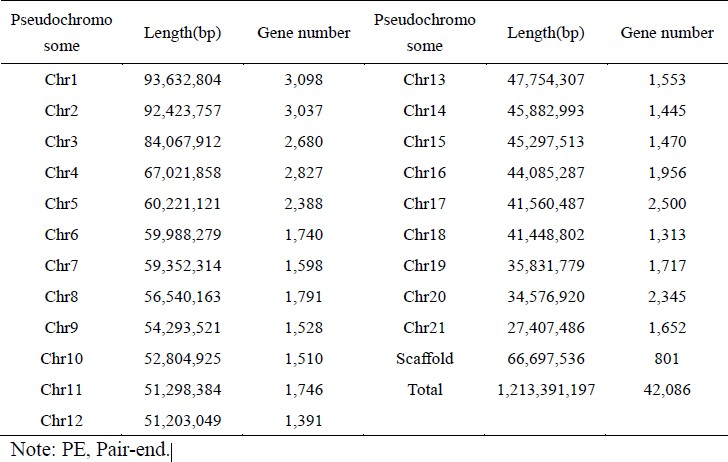 Pseudochromo some Length(bp) Gene number Pseudochromo some Length(bp) Gene number
Chr1 93,632,804 3,098 Chr13 47,754,307 1,553
Chr2 92,423,757 3,037 Chr14 45,882,993 1,445
Chr3 84,067,912 2,680 Chr15 45,297,513 1,470
Chr4 67,021,858 2,827 Chr16 44,085,287 1,956
Chr5 60,221,121 2,388 Chr17 41,560,487 2,500
Chr6 59,988,279 1,740 Chr18 41,448,802 1,313
Chr7 59,352,314 1,598 Chr19 35,831,779 1,717
Chr8 56,540,163 1,791 Chr20 34,576,920 2,345
Chr9 54,293,521 1,528 Chr21 27,407,486 1,652
Chr10 52,804,925 1,510 Scaffold 66,697,536 801
Chr11 51,298,384 1,746 Total 1,213,391,197 42,086
Chr12 51,203,049 1,391
Note: PE, Pair-end.